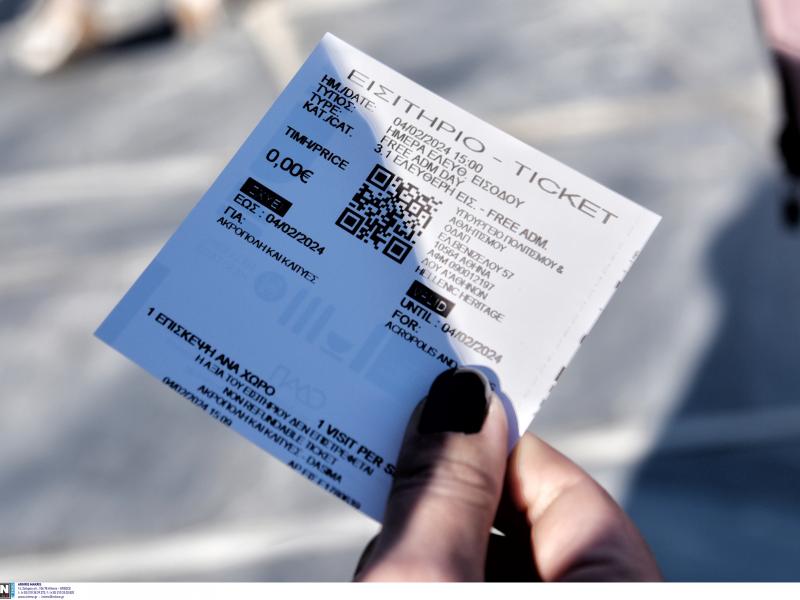 ΕΙΣΙΤΗΡΙΟ - TICKET
ΗΜ./DATE: 04/02/2024 15:00
ΤΥΠΟΣ: ΗΜΕΡΑ ΕΛΕΥΘ. ΕΙΣΟΔΟΥ
TYPE: FREE ADM DAY
ΚΑΤ./CAT. 3.1 ΕΛΕΥΘΕΡΗ ΕΙΣ. - FREE ADM.
ΤΙΜΗ/PRICE
0,00€
ΕΩΣ : 04/02/2024
ΓΙΑ:
ΑΚΡΟΠΟΛΗ ΚΑΙ ΚΛΙΤΥΕΣ
ΥΠΟΥΡΓΕΙΟ ΠΟΛΙΤΙΣΜΟΥ &
ΑΘΛΗΤΙΣΜΟΥ
ΟΔΑΠ
ΕΛ.ΒΕΝΙΖΕΛΟΥ 57
10564 ΑΘΗΝΑ
ΑΦΜ 090012197
ΔΟΥ Α'ΑΘΗΝΩΝ
HELLENIC HERITAGE
VALID
UNTIL : 04/02/2024
FOR:
ACROPOLIS AND
1 ΕΠΙΣΚΕΨΗ ΑΝΑ ΧΩΡΟ
1 VISIT PER
Η ΑΞΙΑ ΤΟΥ ΕΙΣΙΤΗΡΙΟΥ ΔΕΝ ΕΠΙΣΤΡΕΦΕΤΑΙ
NON REFUNDABLE TICKET
ΑΚΡΟΠΟΛΗ ΚΑΙ ΚΛΙΤΥΕΣ - DASIMA
04/02/2024 15:09